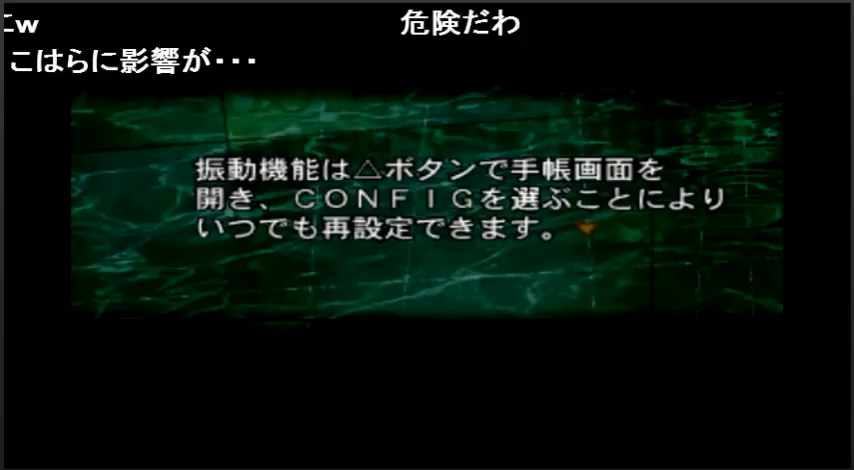 こw
危険だわ
こはらに影響が・・・
振動機能は△ボタンで手帳画面を
開き、ＣＯＮＦＩＧを選ぶことにより
いつでも再設定できます。